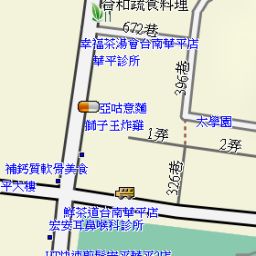 合和蔬食料理
672巷
幸福茶湯會台南華平店
華平診所
396巷
亞咕意麵
獅子王炸雞
太學園
1弄
2弄
補鈣質軟骨美食
326巷
鮮茶道台南華平店
宏安耳鼻喉科診所